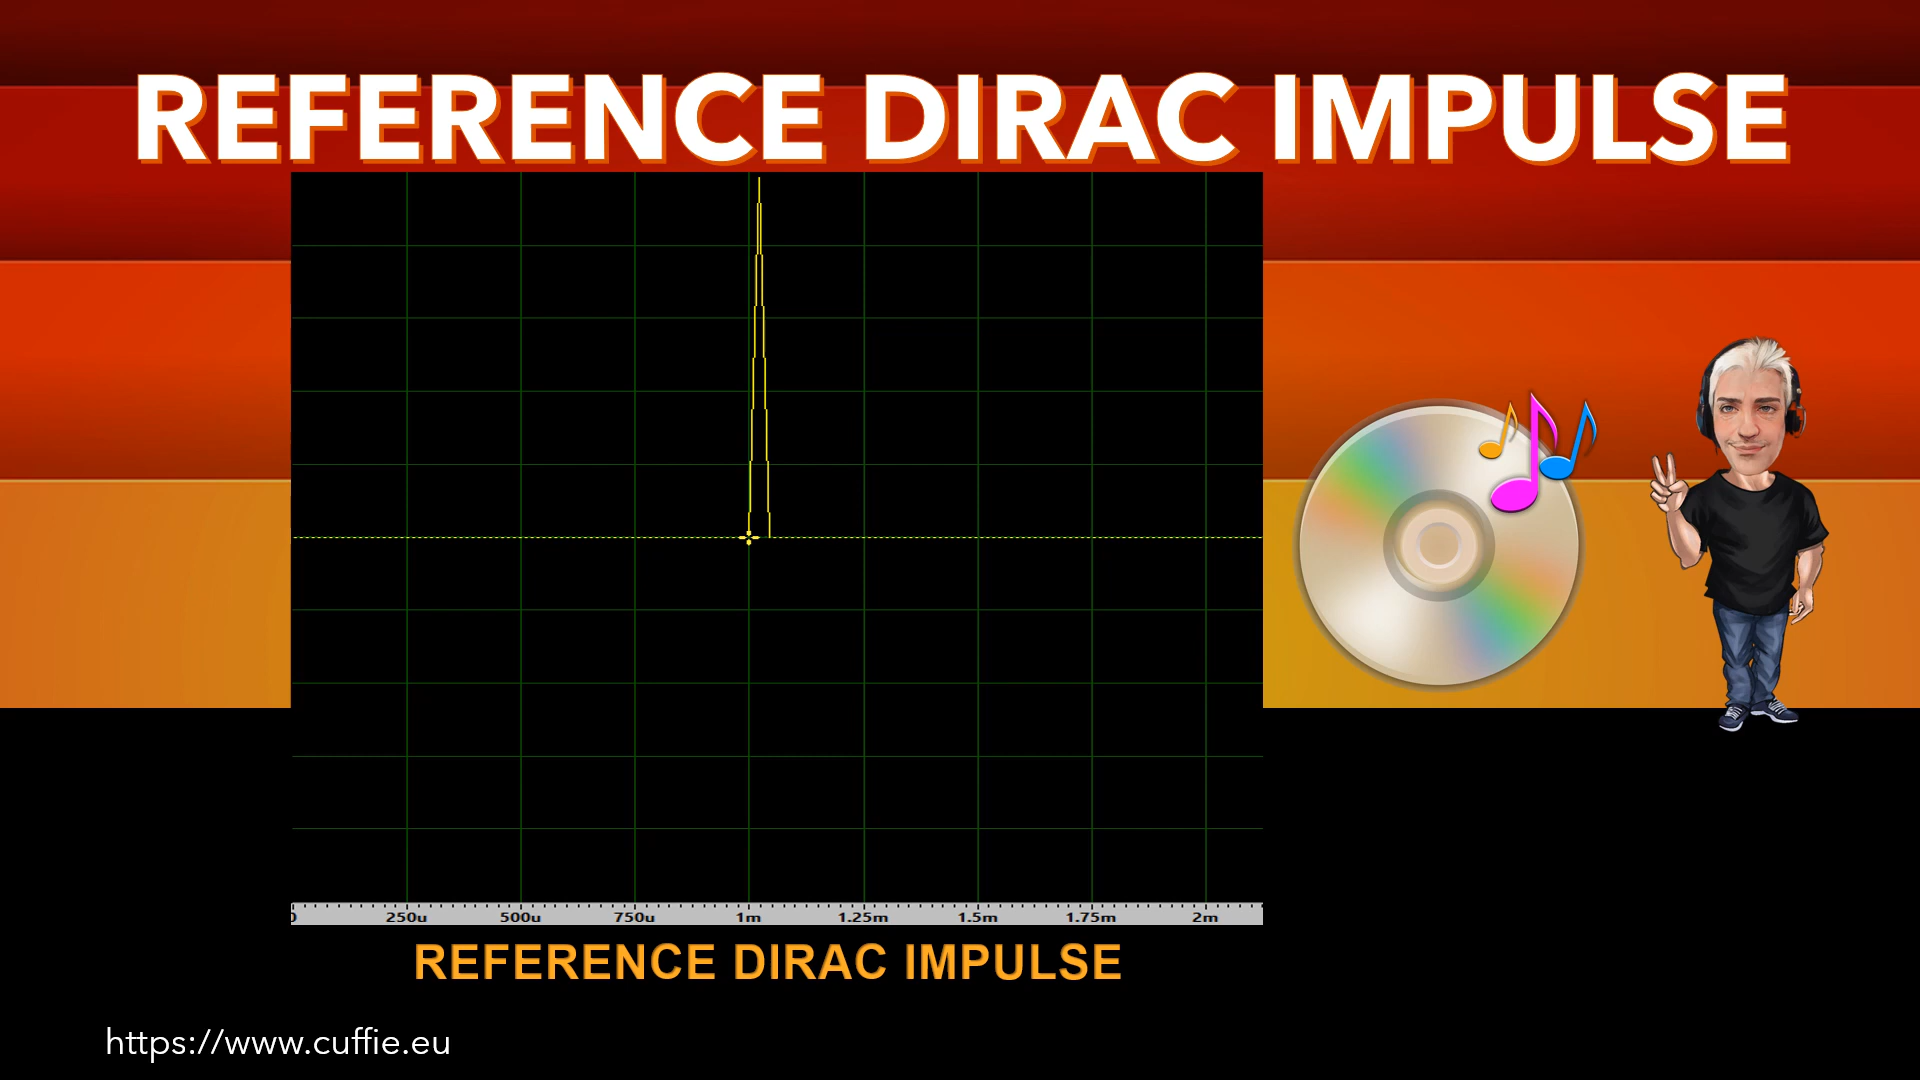 REFERENCE DIRAC IMPULSE
0 250u 500u 750u 1m 1.25m 1.5m 1.75m 2m
REFERENCE DIRAC IMPULSE
https://www.cuffie.eu